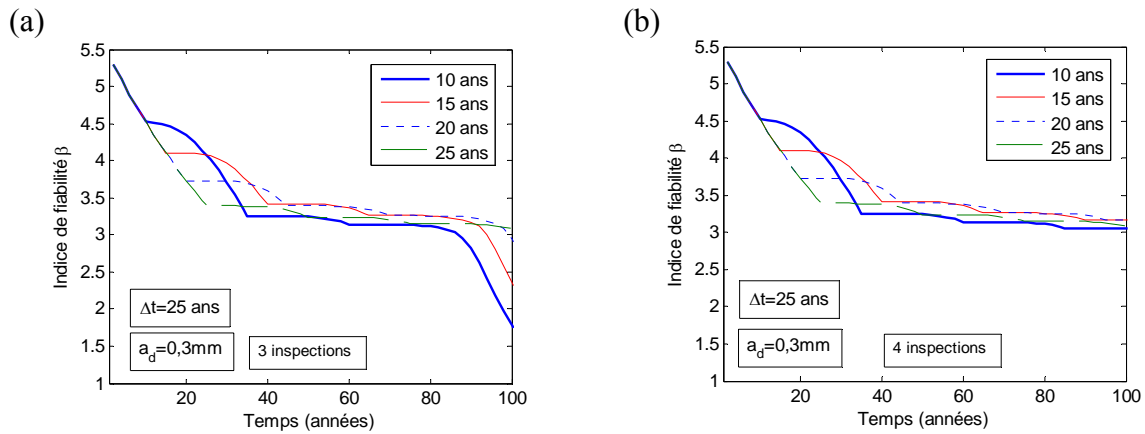 (a)
5.5
5
4.5
4
3.5
3
2.5
2
1.5
1
Indice de fiabilité β
10 ans
15 ans
20 ans
25 ans
Δt=25 ans
a_d=0,3mm
3 inspections
20
40
60
80
100
Temps (années)
(b)
5.5
5
4.5
4
3.5
3
2.5
2
1.5
1
Indice de fiabilité β
10 ans
15 ans
20 ans
25 ans
Δt=25 ans
a_d=0,3mm
4 inspections
20
40
60
80
100
Temps (années)